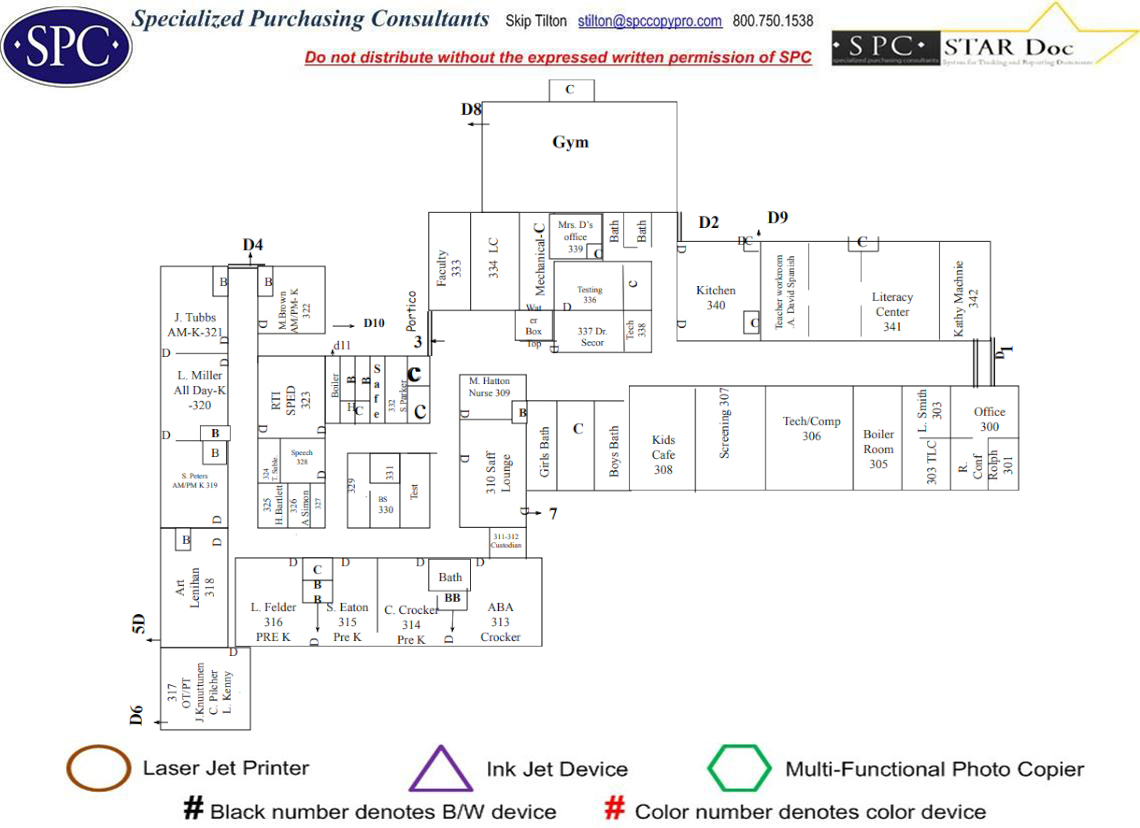 Specialized Purchasing Consultants Skip Tilton stilton@spccopypro.com 800.750.1538
·SPC·
Do not distribute without the expressed written permission of SPC
·SPC· STAR Doc
specialized purchasing consultants System for Tracking and Reporting Documents
C
D8
Gym
D2
D9
Faculty
333
334 LC
Mechanical-C
Mrs. D's
office
339
C
Bath
Bath
Testing
336
D
C
Wat
er
Box
Top
D
337 Dr.
Secor
Tech
338
D
DC
Kitchen
340
D
C
Teacher workroom
.A. David Spanish
C
Literacy
Center
341
Kathy Machnie
342
D1
D4
B
J. Tubbs
AM-K-321
D
B
M.Brown
AM/PM- K
322
D
D10
Portico
3
d11
D
D
L. Miller
All Day-K
-320
D
B
B
S. Peters
AM/PM K 319
D
RTI
SPED
323
D
D
Boiler
B
B
H
C
Safe
332
S. Parker
C
C
324
T. Suble
Speech
328
D
325
H.Bartlett
326
A.Simon
327
329
331
BS
330
Test
M. Hatton
Nurse 309
D
B
D
310 Saff
Lounge
D
7
311-312
Custodian
Girls Bath
C
Boys Bath
Kids
Cafe
308
Screening 307
Tech/Comp
306
Boiler
Room
305
L. Smith
303
303 TLC
Office
300
R.
Conf
Rolph
301
B
D
Art
Lenihan
318
5D
D
C
B
B
D
L. Felder
316
PRE K
D
S. Eaton
315
Pre K
D
Bath
BB
D
C. Crocker
314
Pre K
D
ABA
313
Crocker
D
317
OT/PT
J.Knuuttunen
C. Pilcher
L. Kenny
D6
Laser Jet Printer
Ink Jet Device
Multi-Functional Photo Copier
# Black number denotes B/W device
# Color number denotes color device